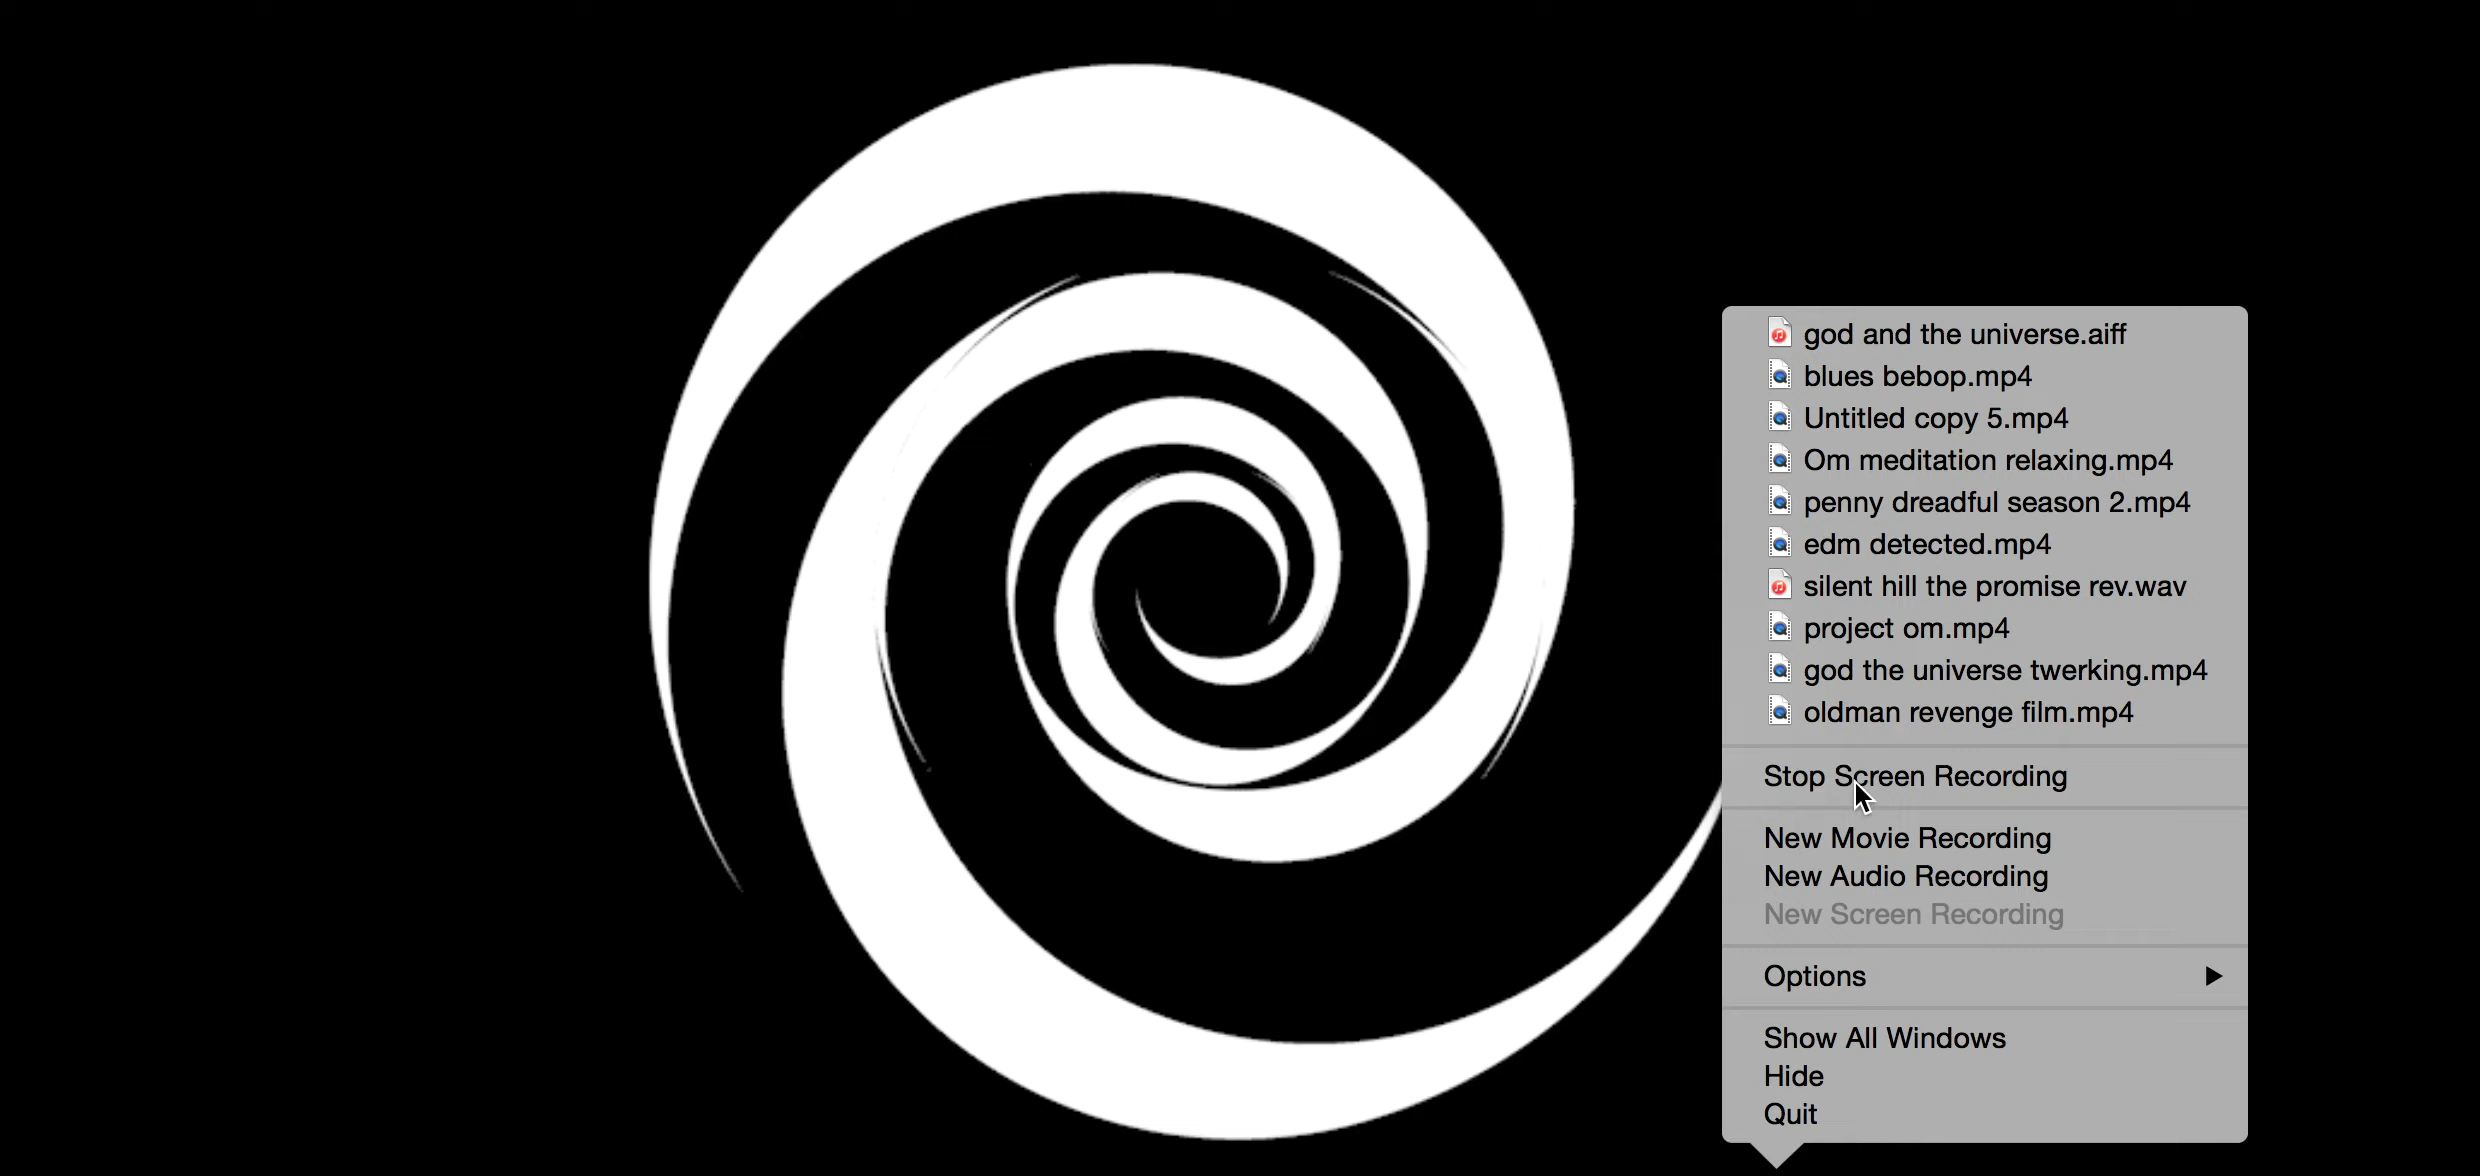 god and the universe.aiff
blues bebop.mp4
Untitled copy 5.mp4
Om meditation relaxing.mp4
penny dreadful season 2.mp4
edm detected.mp4
silent hill the promise rev.wav
project om.mp4
god the universe twerking.mp4
oldman revenge film.mp4
Stop Screen Recording
New Movie Recording
New Audio Recording
New Screen Recording
Options
Show All Windows
Hide
Quit